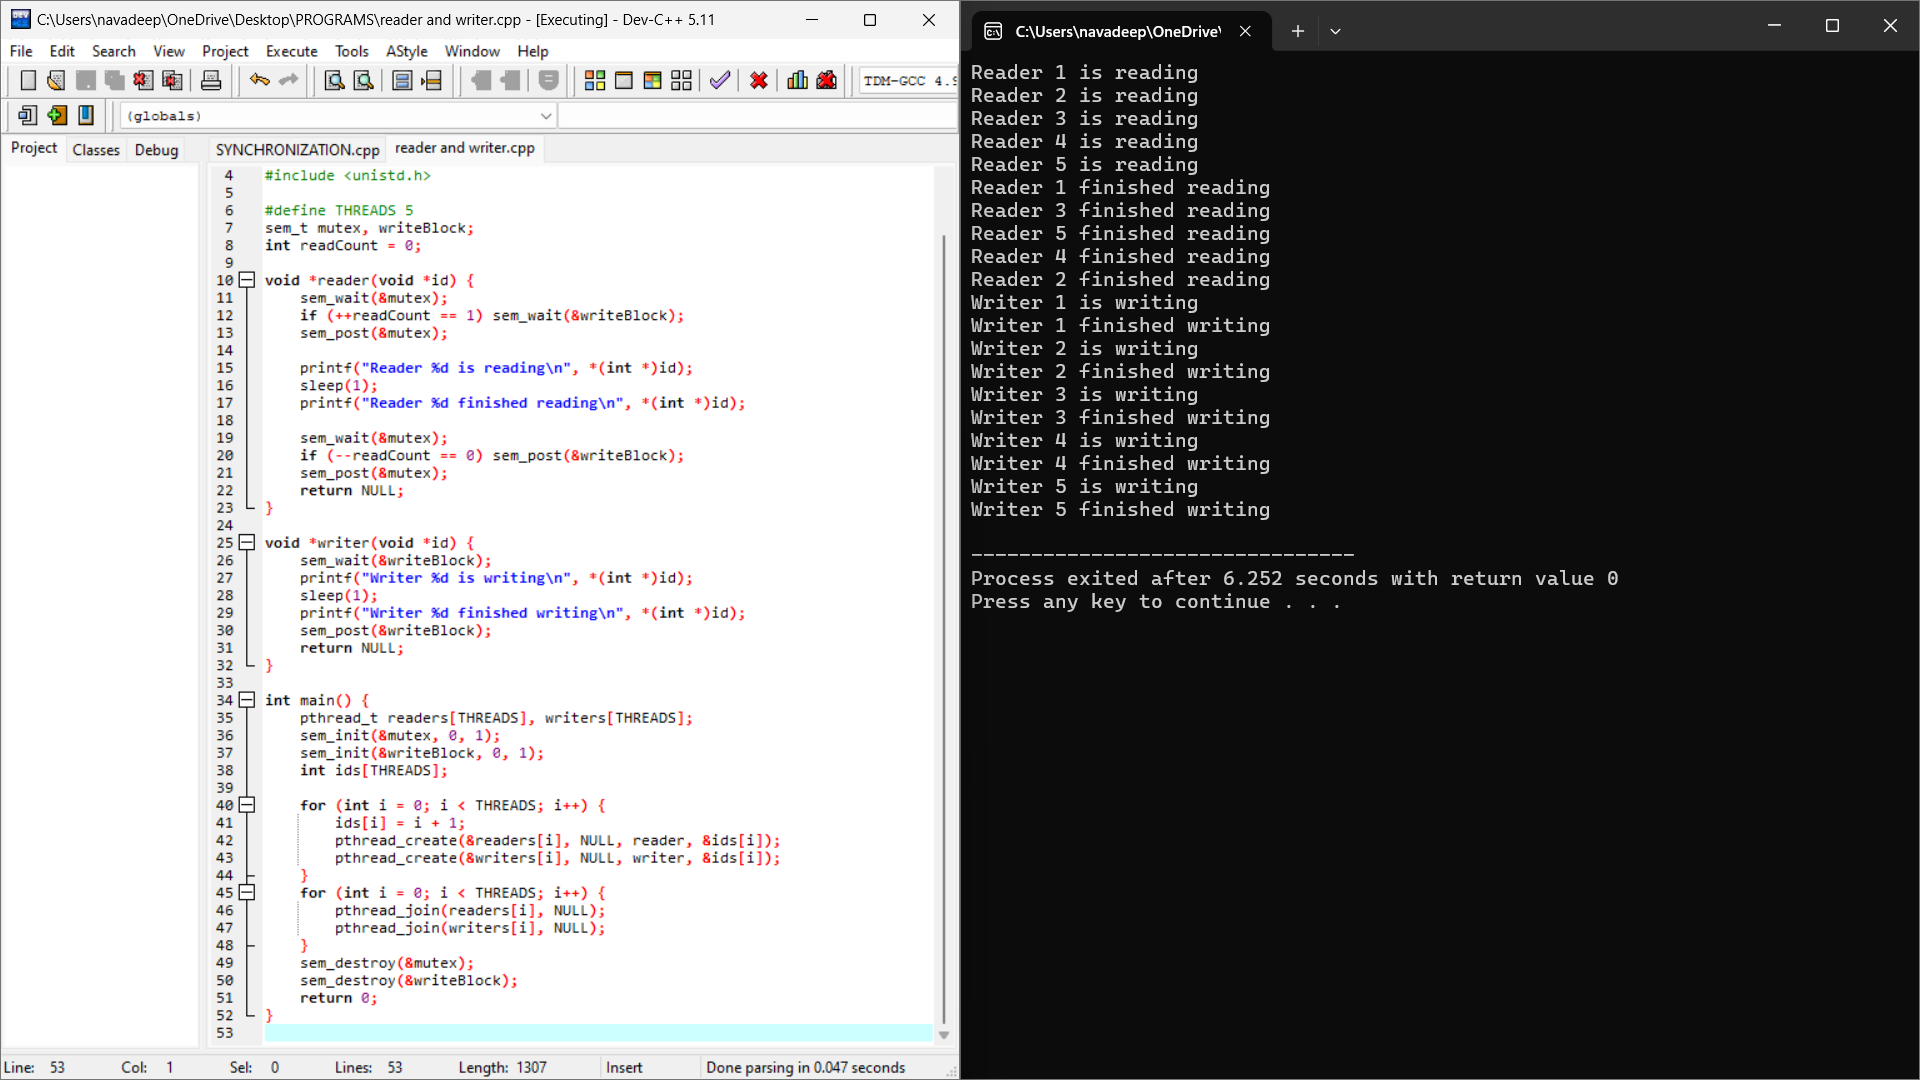 C:\Users\navadeep\OneDrive\Desktop\PROGRAMS\reader and writer.cpp - [Executing] - Dev-C++ 5.11
File Edit Search View Project Execute Tools AStyle Window Help
TDM-GCC 4.9
(globals)
Project Classes Debug
SYNCHRONIZATION.cpp reader and writer.cpp
4 #include <unistd.h>
5
6 #define THREADS 5
7 sem_t mutex, writeBlock;
8 int readCount = 0;
9
10 void *reader(void *id) {
11 sem_wait(&mutex);
12 if (++readCount == 1) sem_wait(&writeBlock);
13 sem_post(&mutex);
14
15 printf("Reader %d is reading\n", *(int *)id);
16 sleep(1);
17 printf("Reader %d finished reading\n", *(int *)id);
18
19 sem_wait(&mutex);
20 if (--readCount == 0) sem_post(&writeBlock);
21 sem_post(&mutex);
22 return NULL;
23 }
24
25 void *writer(void *id) {
26 sem_wait(&writeBlock);
27 printf("Writer %d is writing\n", *(int *)id);
28 sleep(1);
29 printf("Writer %d finished writing\n", *(int *)id);
30 sem_post(&writeBlock);
31 return NULL;
32 }
33
34 int main() {
35 pthread_t readers[THREADS], writers[THREADS];
36 sem_init(&mutex, 0, 1);
37 sem_init(&writeBlock, 0, 1);
38 int ids[THREADS];
39
40 for (int i = 0; i < THREADS; i++) {
41 ids[i] = i + 1;
42 pthread_create(&readers[i], NULL, reader, &ids[i]);
43 pthread_create(&writers[i], NULL, writer, &ids[i]);
44 }
45 for (int i = 0; i < THREADS; i++) {
46 pthread_join(readers[i], NULL);
47 pthread_join(writers[i], NULL);
48 }
49 sem_destroy(&mutex);
50 sem_destroy(&writeBlock);
51 return 0;
52 }
53
Line: 53 Col: 1 Sel: 0 Lines: 53 Length: 1307 Insert Done parsing in 0.047 seconds
C:\Users\navadeep\OneDrive\
Reader 1 is reading
Reader 2 is reading
Reader 3 is reading
Reader 4 is reading
Reader 5 is reading
Reader 1 finished reading
Reader 3 finished reading
Reader 5 finished reading
Reader 4 finished reading
Reader 2 finished reading
Writer 1 is writing
Writer 1 finished writing
Writer 2 is writing
Writer 2 finished writing
Writer 3 is writing
Writer 3 finished writing
Writer 4 is writing
Writer 4 finished writing
Writer 5 is writing
Writer 5 finished writing
--------------------------------
Process exited after 6.252 seconds with return value 0
Press any key to continue . . .